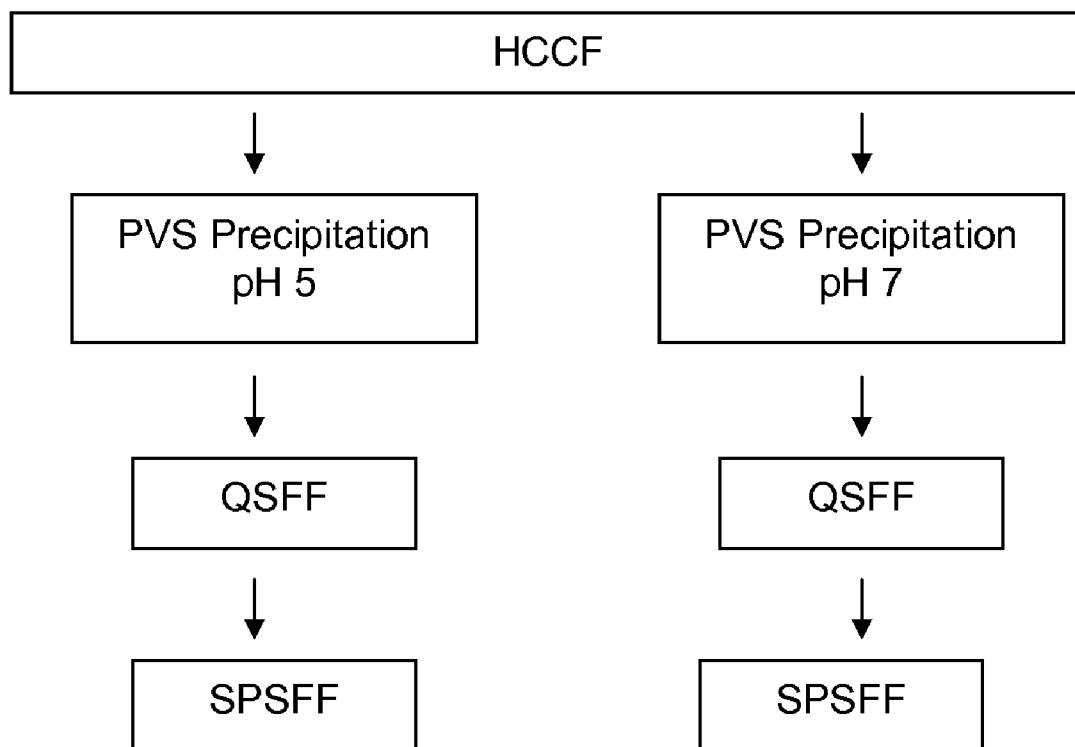 HCCF
PVS Precipitation
pH 5
PVS Precipitation
pH 7
QSFF
QSFF
SPSFF
SPSFF